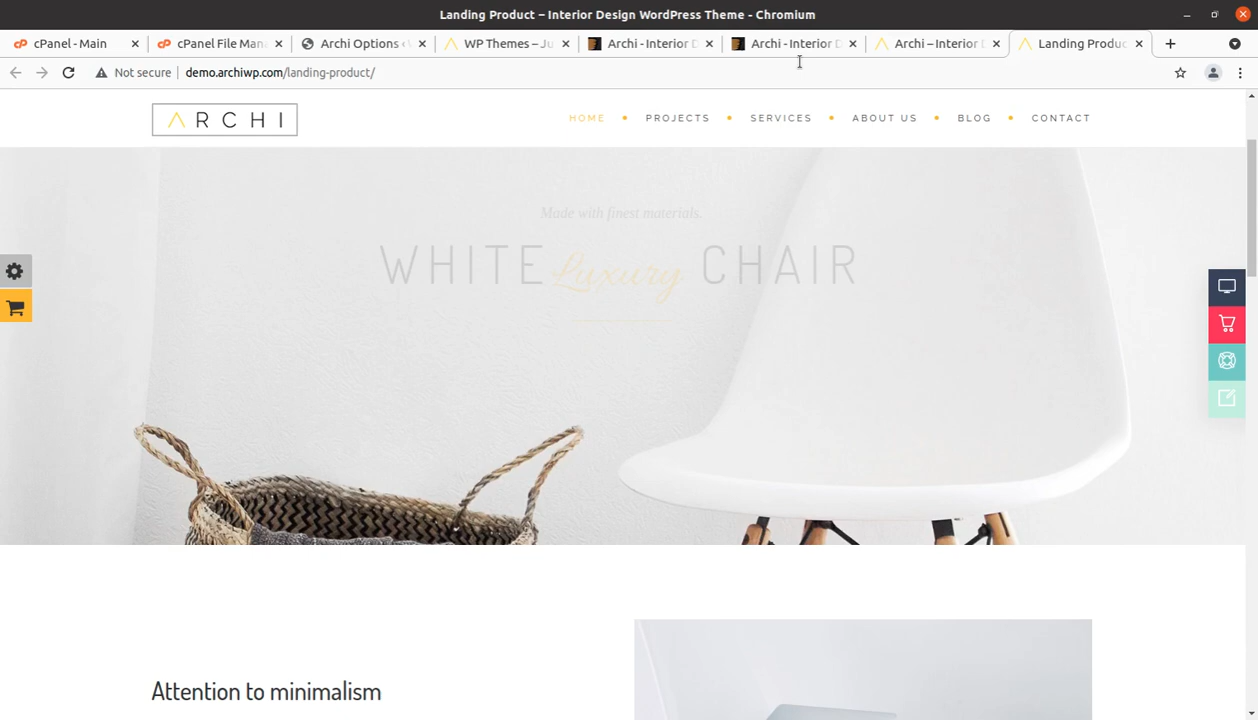 Landing Product – Interior Design WordPress Theme - Chromium
cPanel - Main
cPanel File Man
Archi Options ‹ W
WP Themes – Ju
Archi - Interior D
Archi - Interior D
Archi – Interior D
Landing Produc
Not secure
demo.archiwp.com/landing-product/
ARCHI
HOME
PROJECTS
SERVICES
ABOUT US
BLOG
CONTACT
Made with finest materials.
WHITE Luxury CHAIR
Attention to minimalism